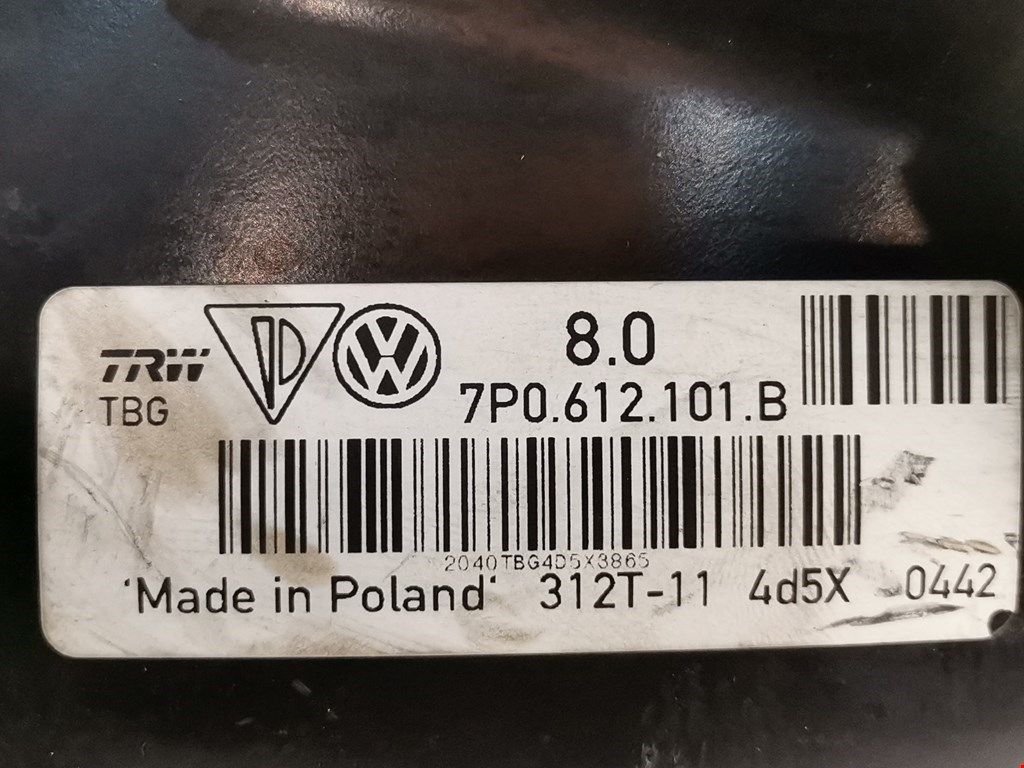 TRW
TBG
8.0
7P0.612.101.B
2040TBG4D5X3865
'Made in Poland' 312T-11 4d5X 0442